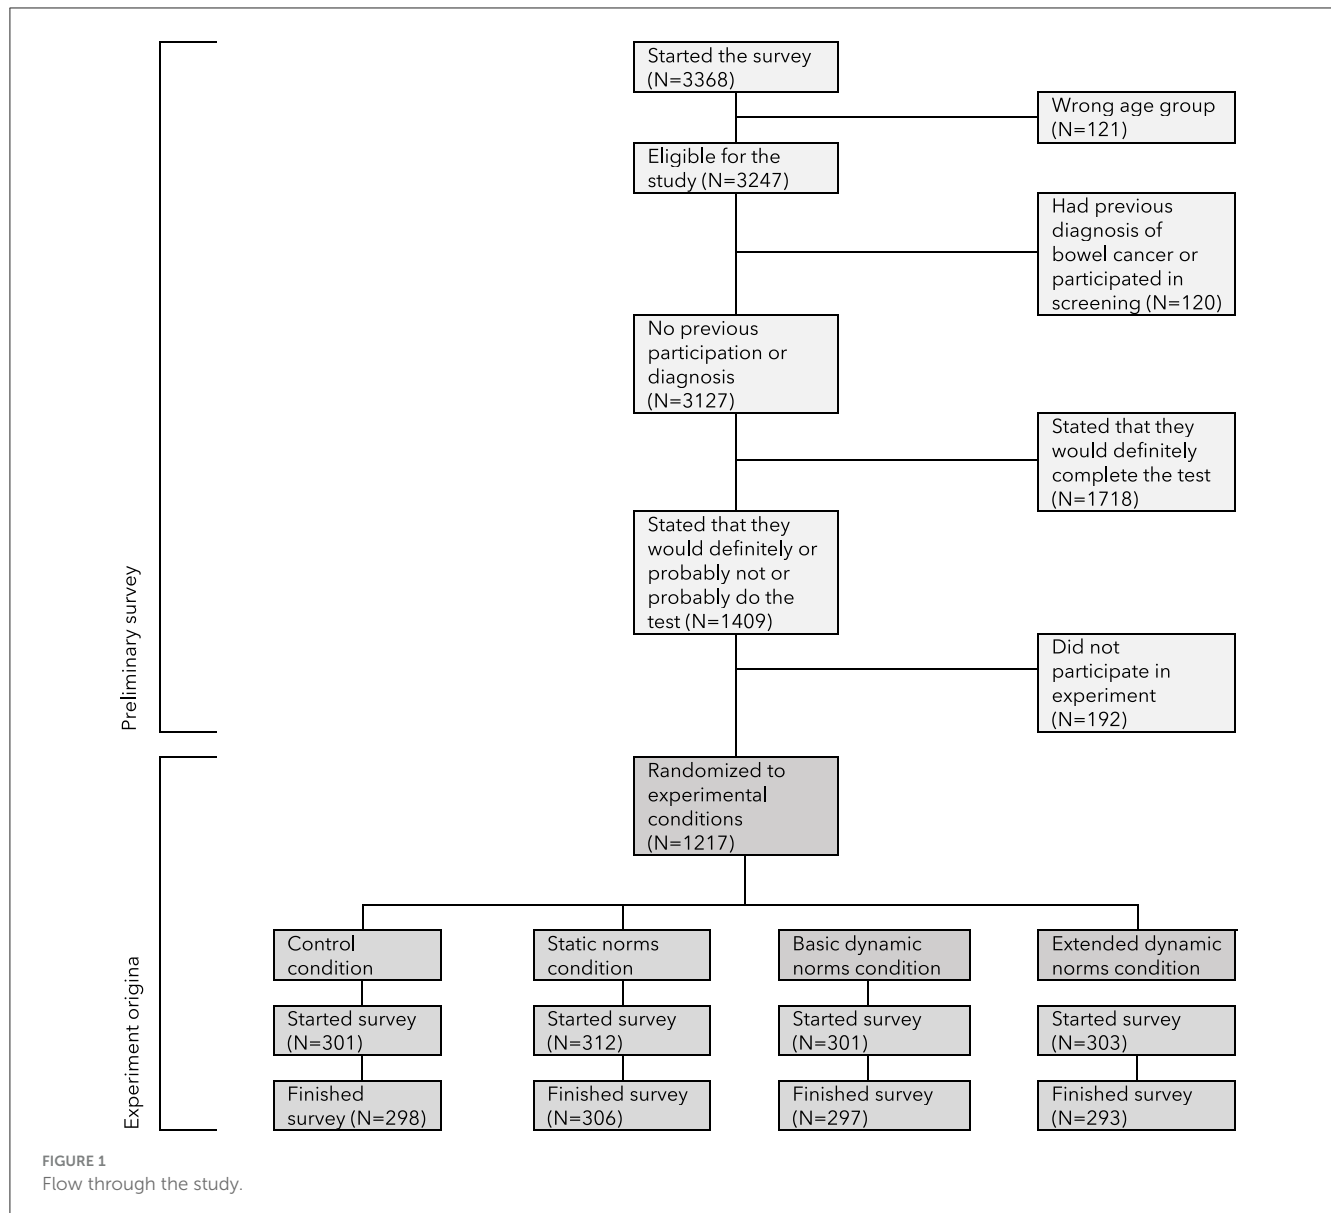 Started the survey
(N=3368)
Wrong age group
(N=121)
Eligible for the
study (N=3247)
Had previous
diagnosis of
bowel cancer or
participated in
screening (N=120)
No previous
participation or
diagnosis
(N=3127)
Stated that they
would definitely
complete the test
(N=1718)
Stated that they
would definitely or
probably not or
probably do the
test (N=1409)
Did not
participate in
experiment
(N=192)
Preliminary survey
Randomized to
experimental
conditions
(N=1217)
Control
condition
Static norms
condition
Basic dynamic
norms condition
Extended dynamic
norms condition
Started survey
(N=301)
Started survey
(N=312)
Started survey
(N=301)
Started survey
(N=303)
Finished
survey (N=298)
Finished survey
(N=306)
Finished survey
(N=297)
Finished survey
(N=293)
Experiment origina
FIGURE 1
Flow through the study.